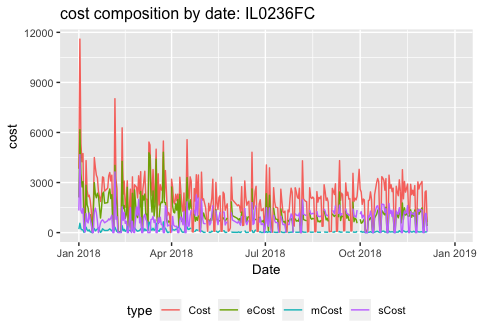 cost composition by date: IL0236FC
12000
9000
6000
3000
0
cost
Jan 2018
Apr 2018
Jul 2018
Oct 2018
Jan 2019
Date
type
Cost
eCost
mCost
sCost